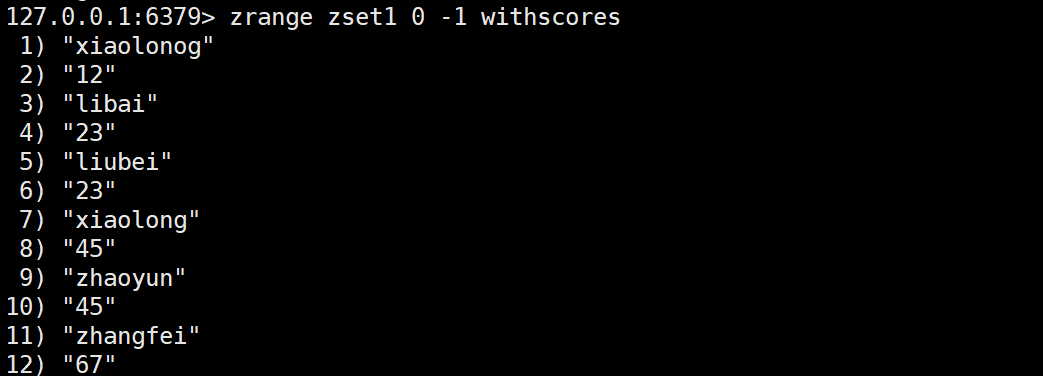 127.0.0.1:6379> zrange zset1 0 -1 withscores
1) "xiaolonog"
2) "12"
3) "libai"
4) "23"
5) "liubei"
6) "23"
7) "xiaolong"
8) "45"
9) "zhaoyun"
10) "45"
11) "zhangfei"
12) "67"